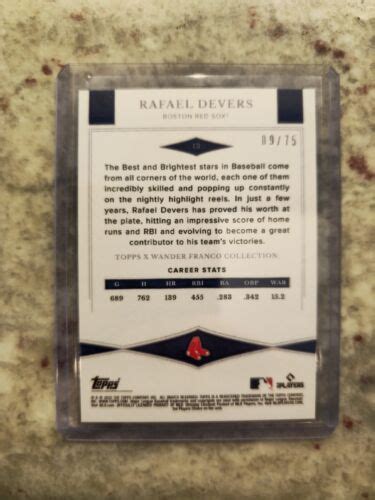 RAFAEL DEVERS
BOSTON RED SOX®
09/75
The Best and Brightest stars in Baseball come
from all corners of the world, each one of them
incredibly skilled and popping up constantly
on the nightly highlight reels. In just a few
years, Rafael Devers has proved his worth at
the plate, hitting an impressive score of home
runs and RBI and evolving to become a great
contributor to his team's victories.
TOPPS X WANDER FRANCO COLLECTION
CAREER STATS
G H HR RBI BA OBP WAR
689 762 139 455 .283 .342 15.2
Topps
PLAYERS